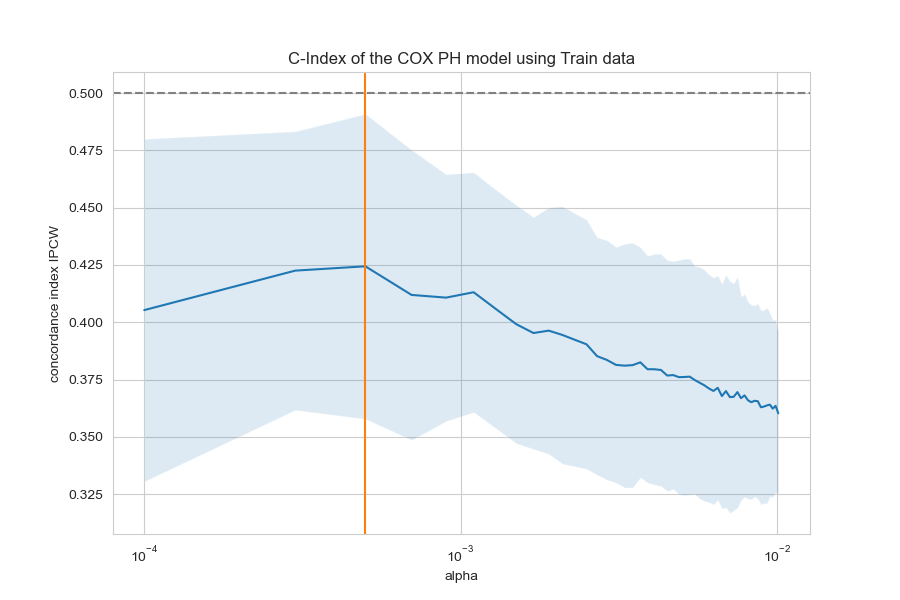 C-Index of the COX PH model using Train data
concordance index IPCW
0.500
0.475
0.450
0.425
0.400
0.375
0.350
0.325
10⁻⁴ 10⁻³ 10⁻²
alpha